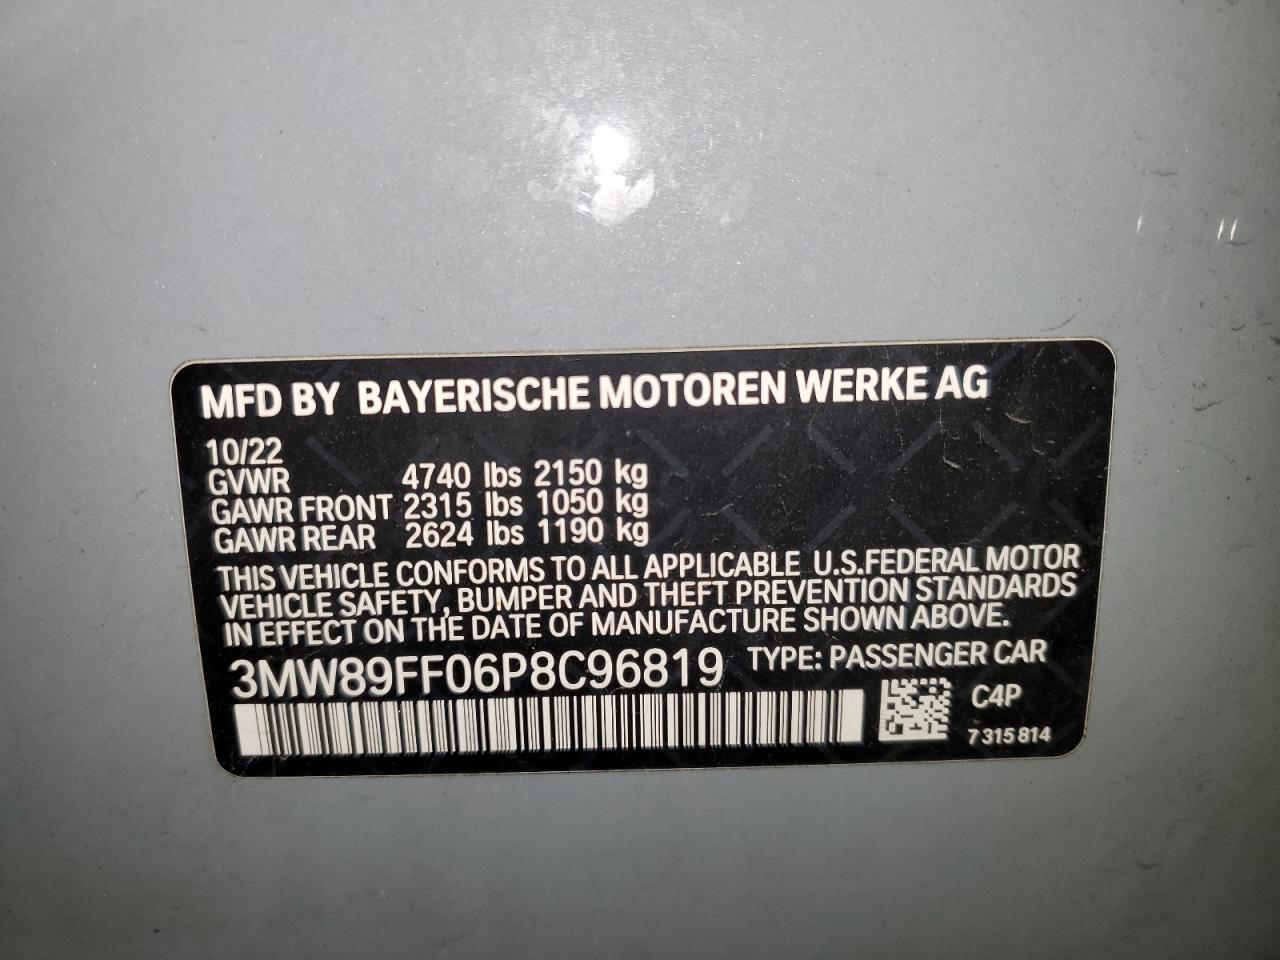 MFD BY BAYERISCHE MOTOREN WERKE AG
10/22
GVWR 4740 lbs 2150 kg
GAWR FRONT 2315 lbs 1050 kg
GAWR REAR 2624 lbs 1190 kg
THIS VEHICLE CONFORMS TO ALL APPLICABLE U.S.FEDERAL MOTOR
VEHICLE SAFETY, BUMPER AND THEFT PREVENTION STANDARDS
IN EFFECT ON THE DATE OF MANUFACTURE SHOWN ABOVE.
3MW89FF06P8C96819 TYPE: PASSENGER CAR
C4P
7 315 814